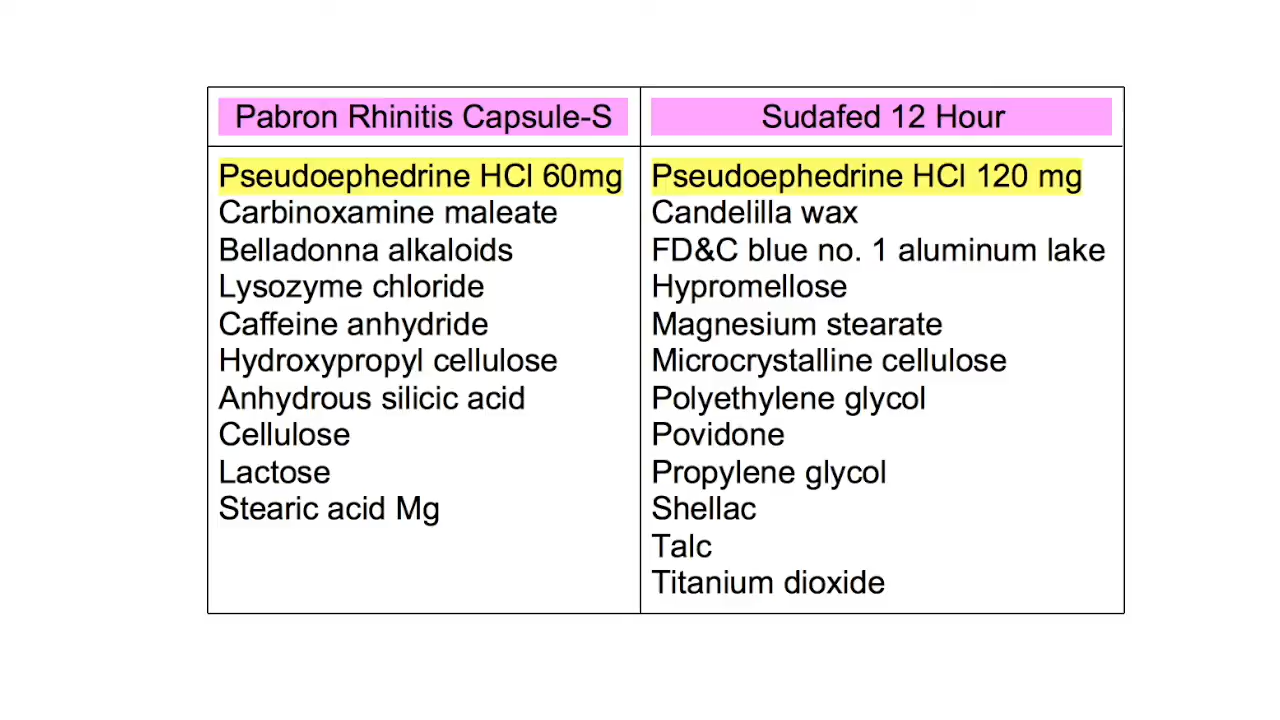 Pabron Rhinitis Capsule-S
Pseudoephedrine HCl 60mg
Carbinoxamine maleate
Belladonna alkaloids
Lysozyme chloride
Caffeine anhydride
Hydroxypropyl cellulose
Anhydrous silicic acid
Cellulose
Lactose
Stearic acid Mg
Sudafed 12 Hour
Pseudoephedrine HCl 120 mg
Candelilla wax
FD&C blue no. 1 aluminum lake
Hypromellose
Magnesium stearate
Microcrystalline cellulose
Polyethylene glycol
Povidone
Propylene glycol
Shellac
Talc
Titanium dioxide